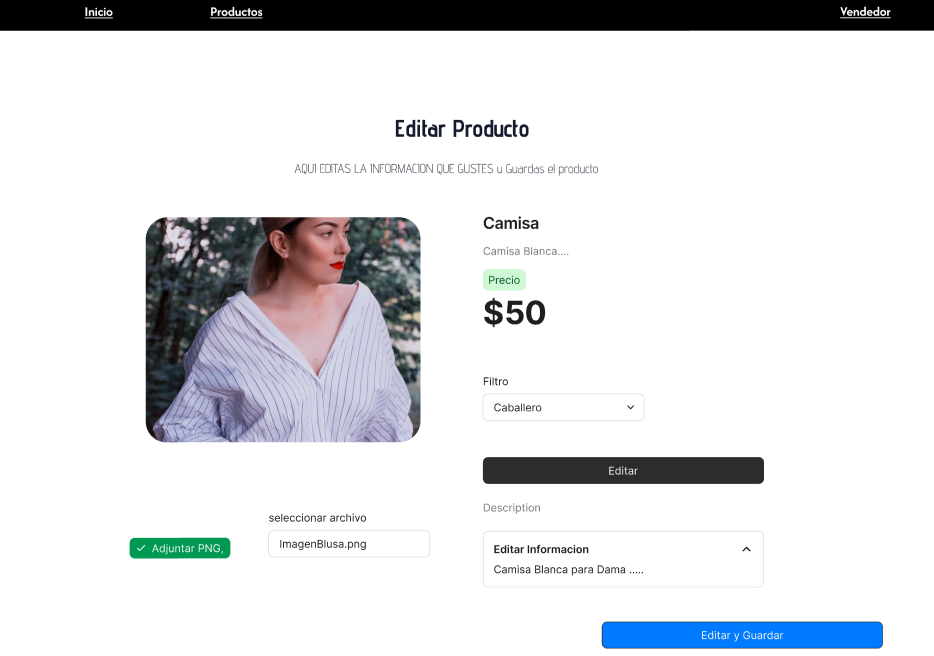 Inicio
Productos
Vendedor
Editar Producto
AQUI EDITAS LA INFORMACION QUE GUSTES u Guardas el producto
Camisa
Camisa Blanca....
Precio
$50
Filtro
Caballero
Editar
Description
seleccionar archivo
Adjuntar PNG,
ImagenBlusa.png
Editar Informacion
Camisa Blanca para Dama .....
Editar y Guardar